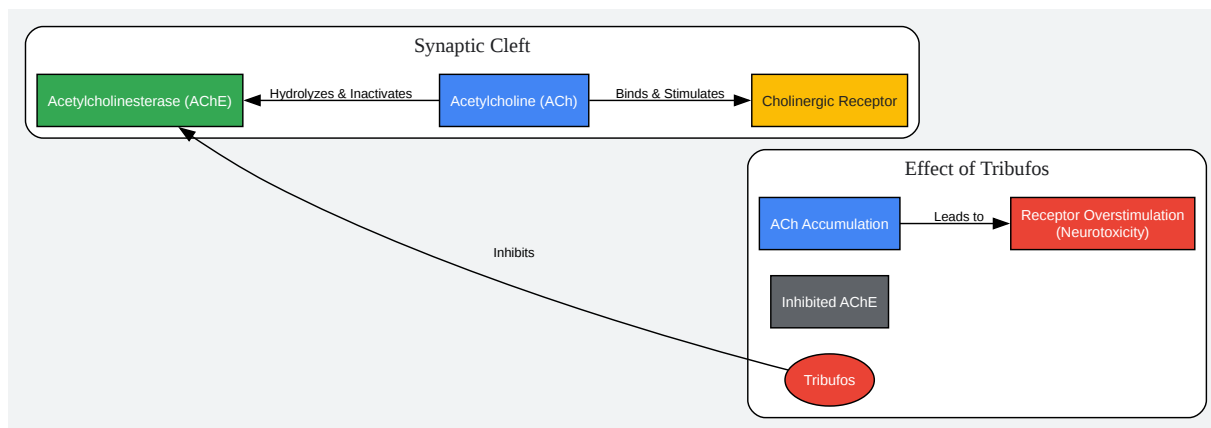 Synaptic Cleft
Acetylcholinesterase (AChE)
Hydrolyzes & Inactivates
Acetylcholine (ACh)
Binds & Stimulates
Cholinergic Receptor
Effect of Tribufos
ACh Accumulation
Leads to
Receptor Overstimulation
(Neurotoxicity)
Inhibits
Inhibited AChE
Tribufos